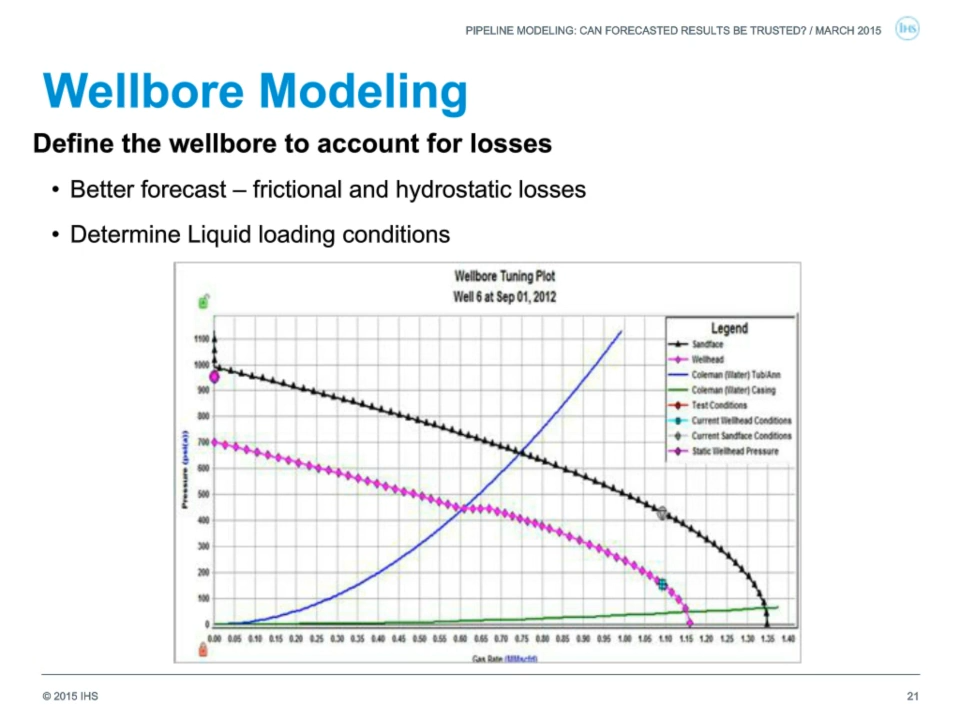 PIPELINE MODELING: CAN FORECASTED RESULTS BE TRUSTED? / MARCH 2015
IHS
Wellbore Modeling
Define the wellbore to account for losses
• Better forecast – frictional and hydrostatic losses
• Determine Liquid loading conditions
Wellbore Tuning Plot
Well 6 at Sep 01, 2012
Legend
Sandface
Wellhead
Coleman (Water) Tub/Ann
Coleman (Water) Casing
Test Conditions
Current Wellhead Conditions
Current Sandface Conditions
Static Wellhead Pressure
Pressure (psi(a))
1100
1000
900
800
700
600
500
400
300
200
100
0
0.00 0.05 0.10 0.15 0.20 0.25 0.30 0.35 0.40 0.45 0.50 0.55 0.60 0.65 0.70 0.75 0.80 0.85 0.90 0.95 1.00 1.05 1.10 1.15 1.20 1.25 1.30 1.35 1.40
Gas Rate (MMscfd)
© 2015 IHS
21